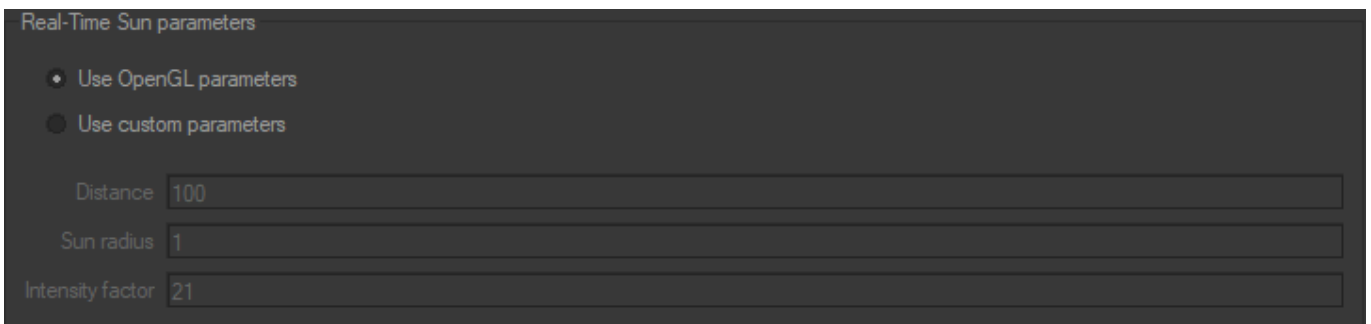 Real-Time Sun parameters
Use OpenGL parameters
Use custom parameters
Distance 100
Sun radius 1
Intensity factor 21